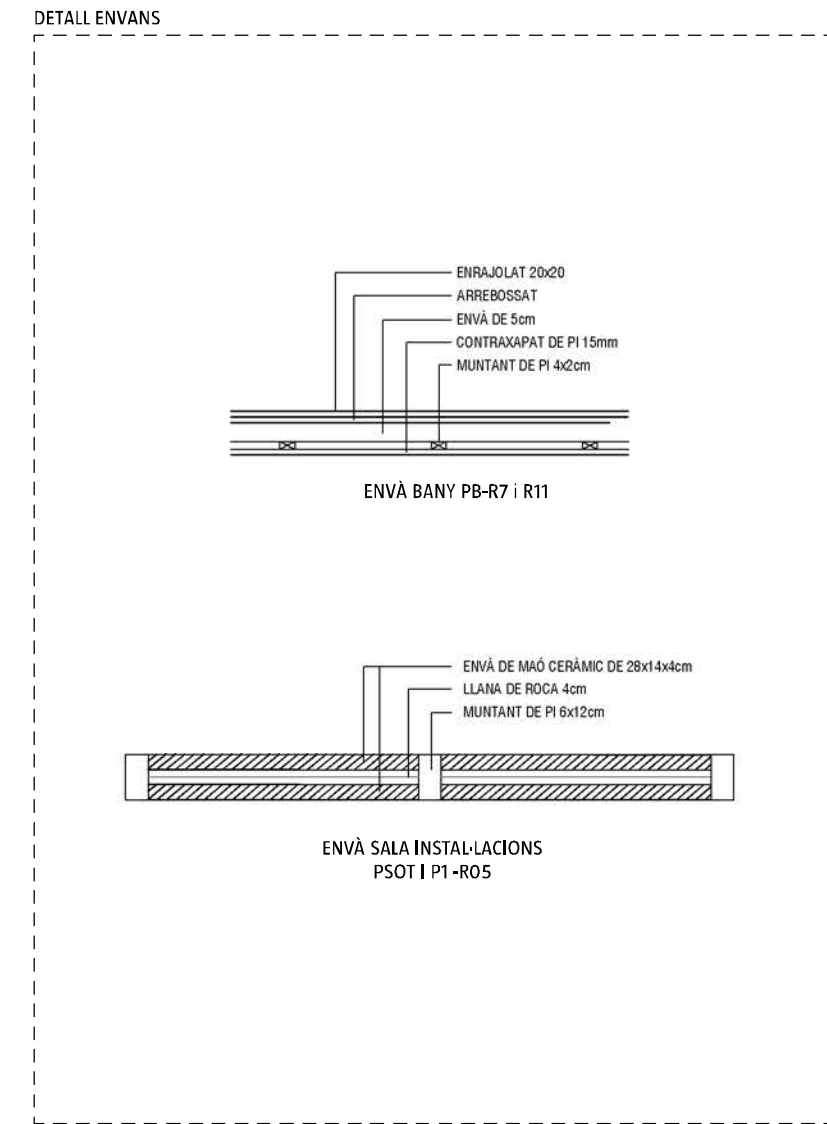 DETALL ENVANS
ENRAJOLAT 20x20
ARREBOSSAT
ENVÀ DE 5cm
CONTRAXAPAT DE PI 15mm
MUNTANT DE PI 4x2cm
ENVÀ BANY PB-R7 i R11
ENVÀ DE MAÓ CERÀMIC DE 28x14x4cm
LLANA DE ROCA 4cm
MUNTANT DE PI 6x12cm
ENVÀ SALA INSTAL·LACIONS
PSOT I P1-R05